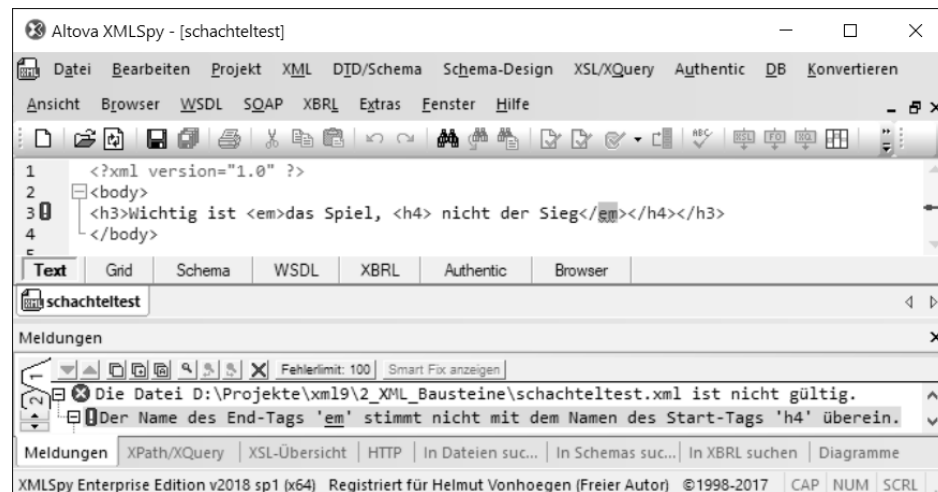 Altova XMLSpy - [schachteltest]
Datei Bearbeiten Projekt XML DTD/Schema Schema-Design XSL/XQuery Authentic DB Konvertieren
Ansicht Browser WSDL SOAP XBRL Extras Fenster Hilfe
1 <?xml version="1.0" ?>
2 <body>
3 <h3>Wichtig ist <em>das Spiel, <h4> nicht der Sieg</em></h4></h3>
4 </body>
Text Grid Schema WSDL XBRL Authentic Browser
schachteltest
Meldungen
Fehlerlimit: 100 Smart Fix anzeigen
Die Datei D:\Projekte\xml9\2_XML_Bausteine\schachteltest.xml ist nicht gültig.
Der Name des End-Tags 'em' stimmt nicht mit dem Namen des Start-Tags 'h4' überein.
Meldungen XPath/XQuery XSL-Übersicht HTTP In Dateien suc... In Schemas suc... In XBRL suchen Diagramme
XMLSpy Enterprise Edition v2018 sp1 (x64) Registriert für Helmut Vonhoegen (Freier Autor) ©1998-2017 CAP NUM SCRL